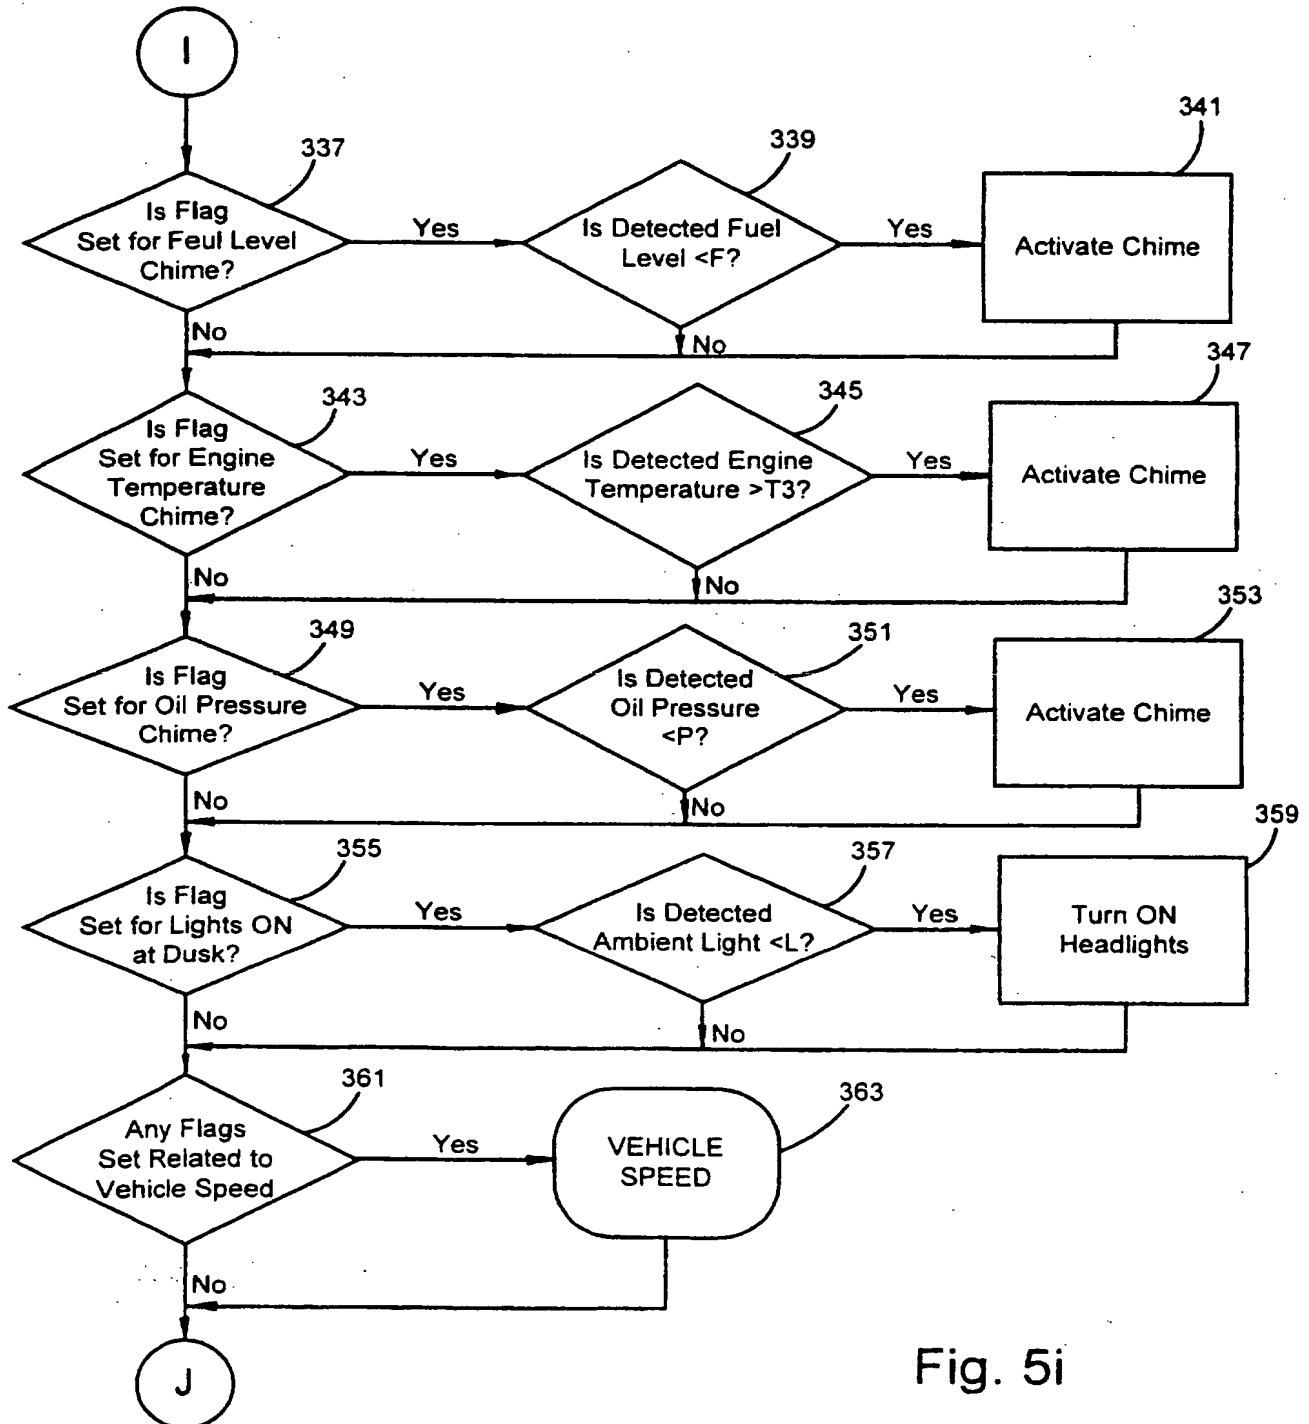 I
337
Is Flag
Set for Feul Level
Chime?
Yes
339
Is Detected Fuel
Level <F?
Yes
341
Activate Chime
No
No
343
Is Flag
Set for Engine
Temperature
Chime?
Yes
345
Is Detected Engine
Temperature >T3?
Yes
347
Activate Chime
No
No
349
Is Flag
Set for Oil Pressure
Chime?
Yes
351
Is Detected
Oil Pressure
<P?
Yes
353
Activate Chime
No
No
355
Is Flag
Set for Lights ON
at Dusk?
Yes
357
Is Detected
Ambient Light <L?
Yes
359
Turn ON
Headlights
No
No
361
Any Flags
Set Related to
Vehicle Speed
Yes
363
VEHICLE
SPEED
No
J
Fig. 5i